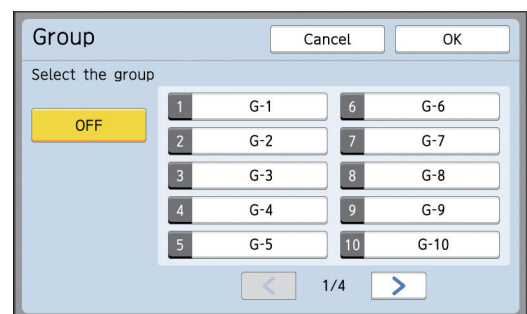 Group Cancel OK
Select the group
OFF
1 G-1 6 G-6
2 G-2 7 G-7
3 G-3 8 G-8
4 G-4 9 G-9
5 G-5 10 G-10
< 1/4 >